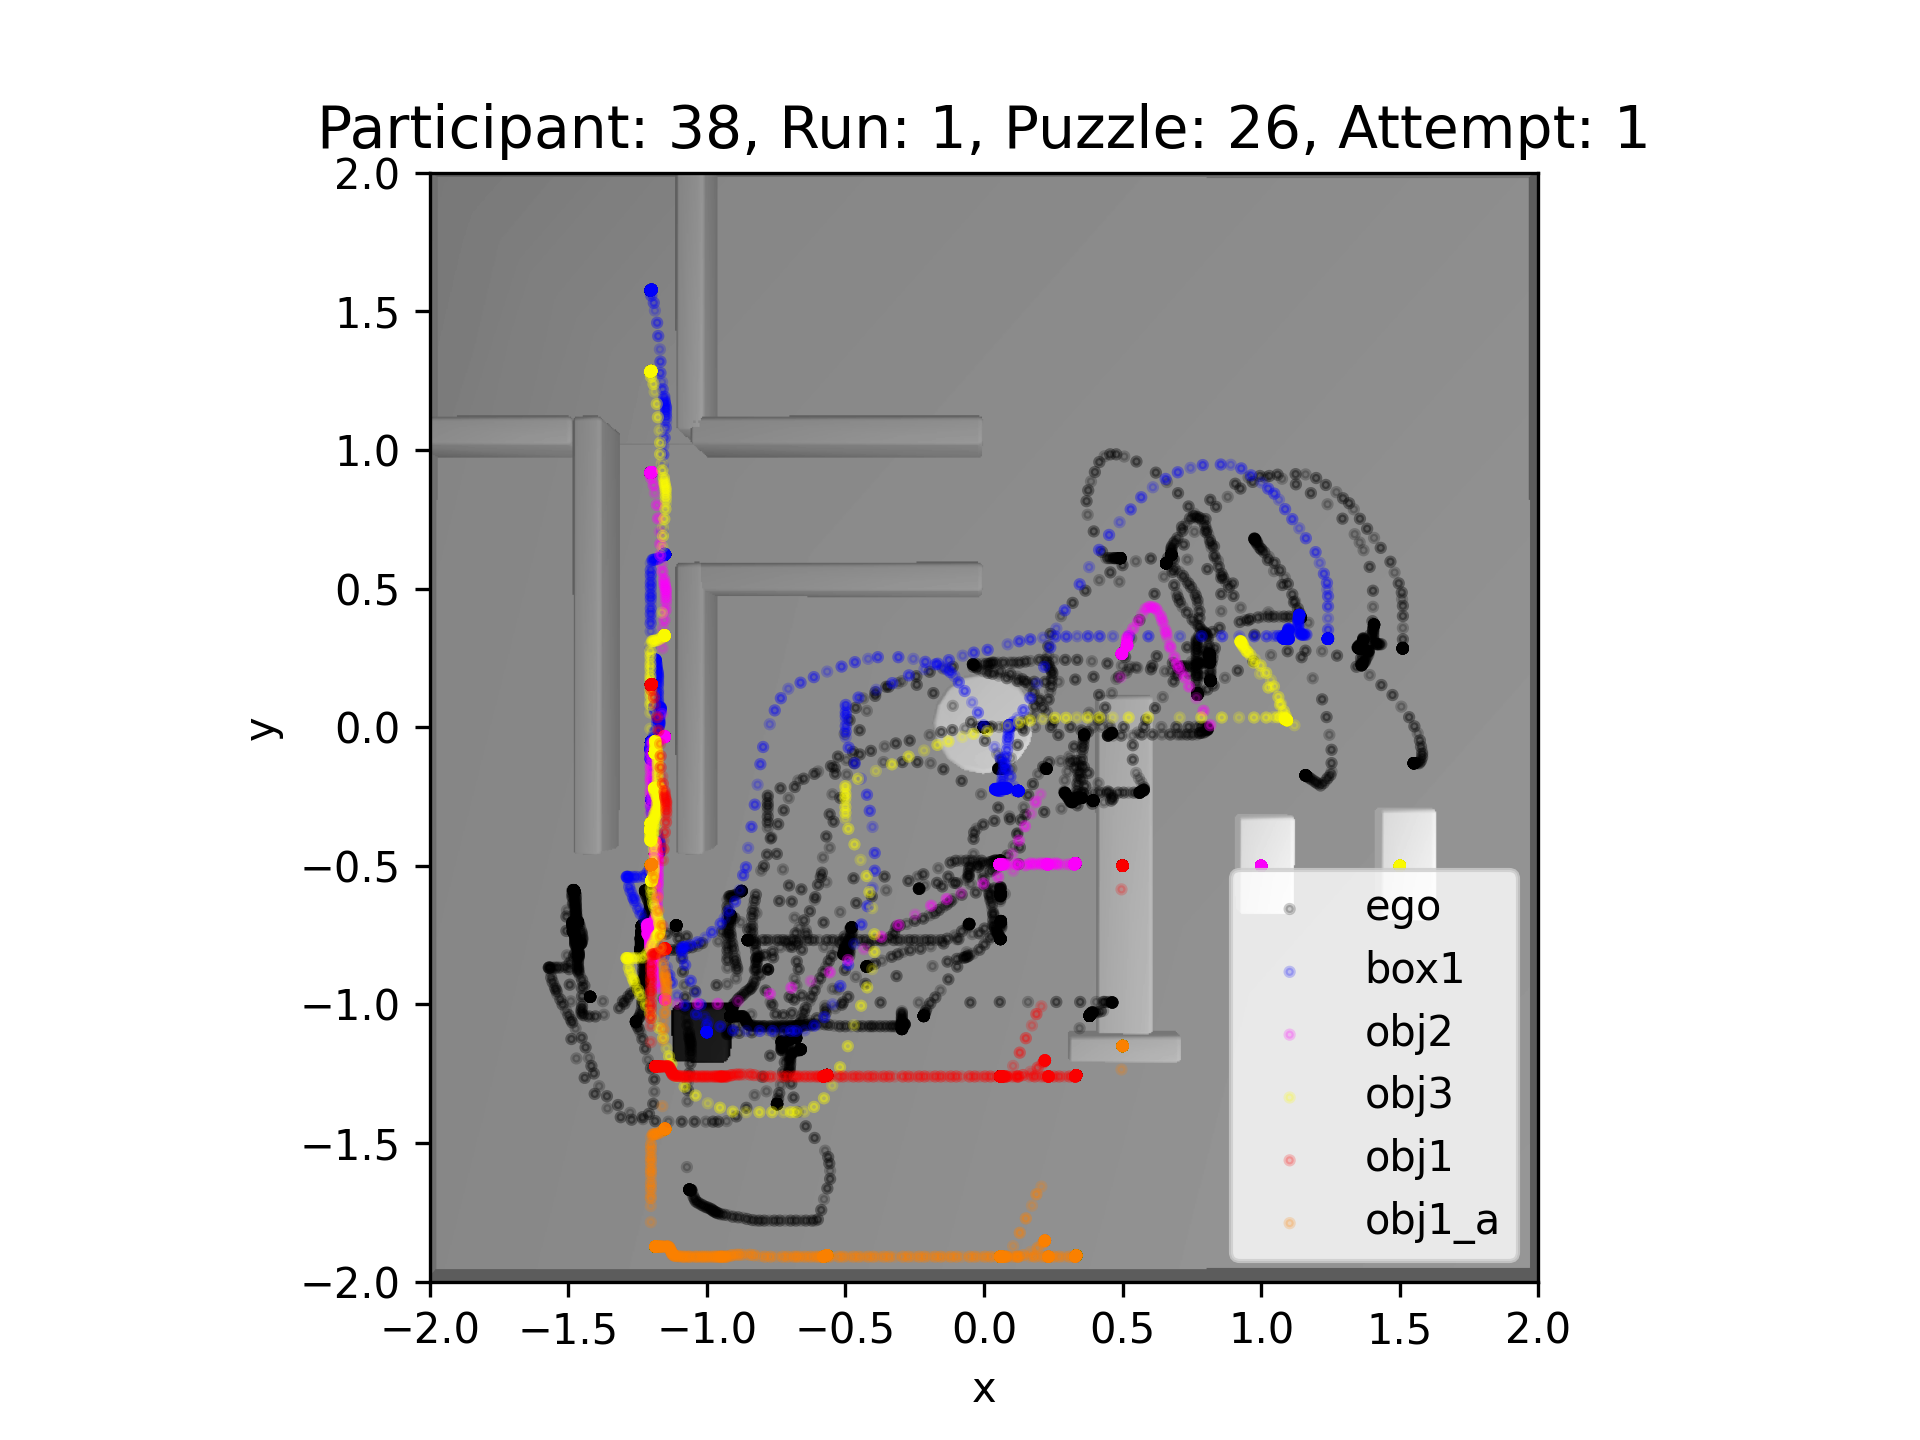 Participant: 38, Run: 1, Puzzle: 26, Attempt: 1
2.0
1.5
1.0
0.5
0.0
−0.5
−1.0
−1.5
−2.0
y
ego
box1
obj2
obj3
obj1
obj1_a
−2.0 −1.5 −1.0 −0.5 0.0 0.5 1.0 1.5 2.0
x